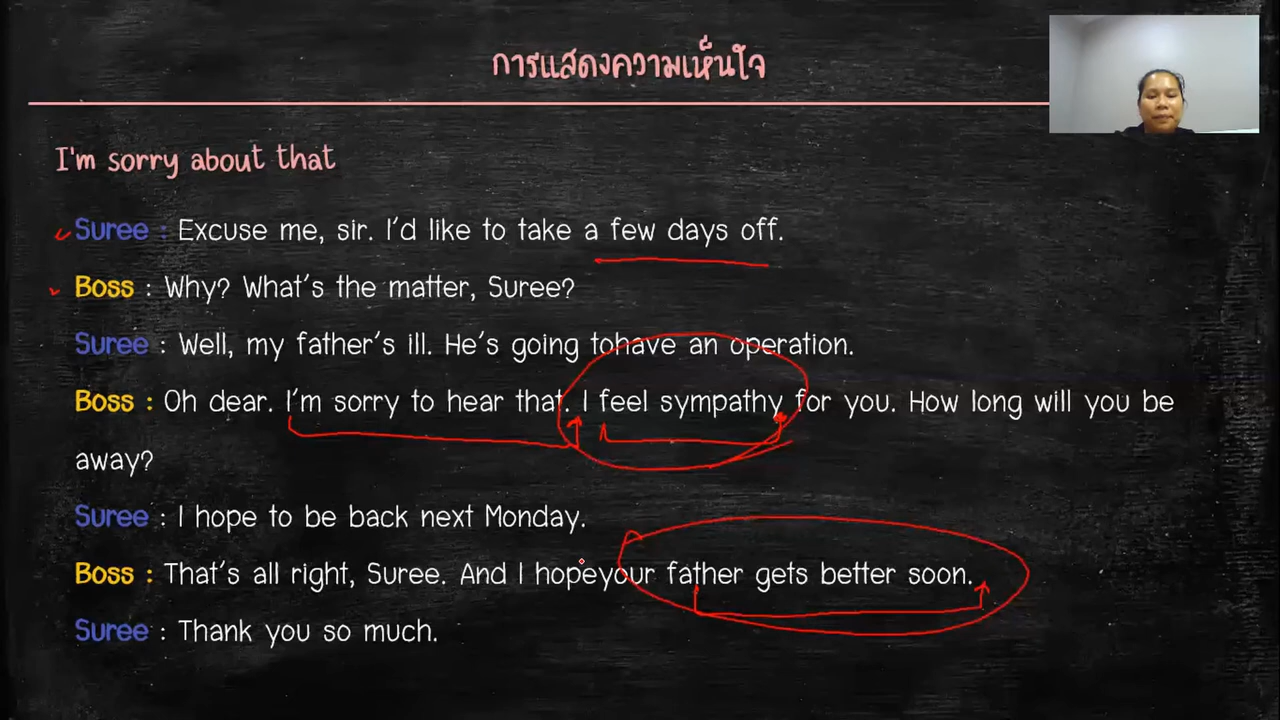 การแสดงความเห็นใจ
I'm sorry about that
Suree : Excuse me, sir. I'd like to take a few days off.
Boss : Why? What's the matter, Suree?
Suree : Well, my father's ill. He's going tohave an operation.
Boss : Oh dear. I'm sorry to hear that. I feel sympathy for you. How long will you be
away?
Suree : I hope to be back next Monday.
Boss : That's all right, Suree. And I hopeyour father gets better soon.
Suree : Thank you so much.